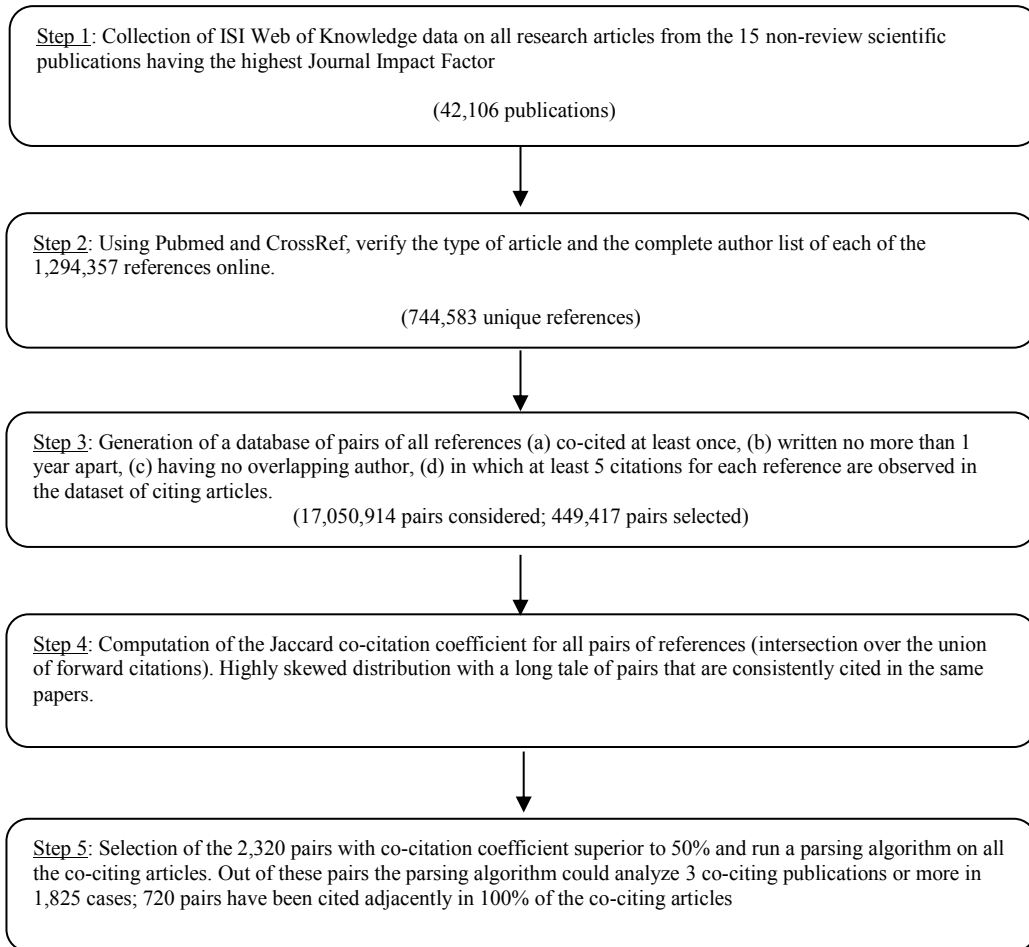 Step 1: Collection of ISI Web of Knowledge data on all research articles from the 15 non-review scientific
publications having the highest Journal Impact Factor
(42,106 publications)
Step 2: Using Pubmed and CrossRef, verify the type of article and the complete author list of each of the
1,294,357 references online.
(744,583 unique references)
Step 3: Generation of a database of pairs of all references (a) co-cited at least once, (b) written no more than 1
year apart, (c) having no overlapping author, (d) in which at least 5 citations for each reference are observed in
the dataset of citing articles.
(17,050,914 pairs considered; 449,417 pairs selected)
Step 4: Computation of the Jaccard co-citation coefficient for all pairs of references (intersection over the union
of forward citations). Highly skewed distribution with a long tale of pairs that are consistently cited in the same
papers.
Step 5: Selection of the 2,320 pairs with co-citation coefficient superior to 50% and run a parsing algorithm on all
the co-citing articles. Out of these pairs the parsing algorithm could analyze 3 co-citing publications or more in
1,825 cases; 720 pairs have been cited adjacently in 100% of the co-citing articles